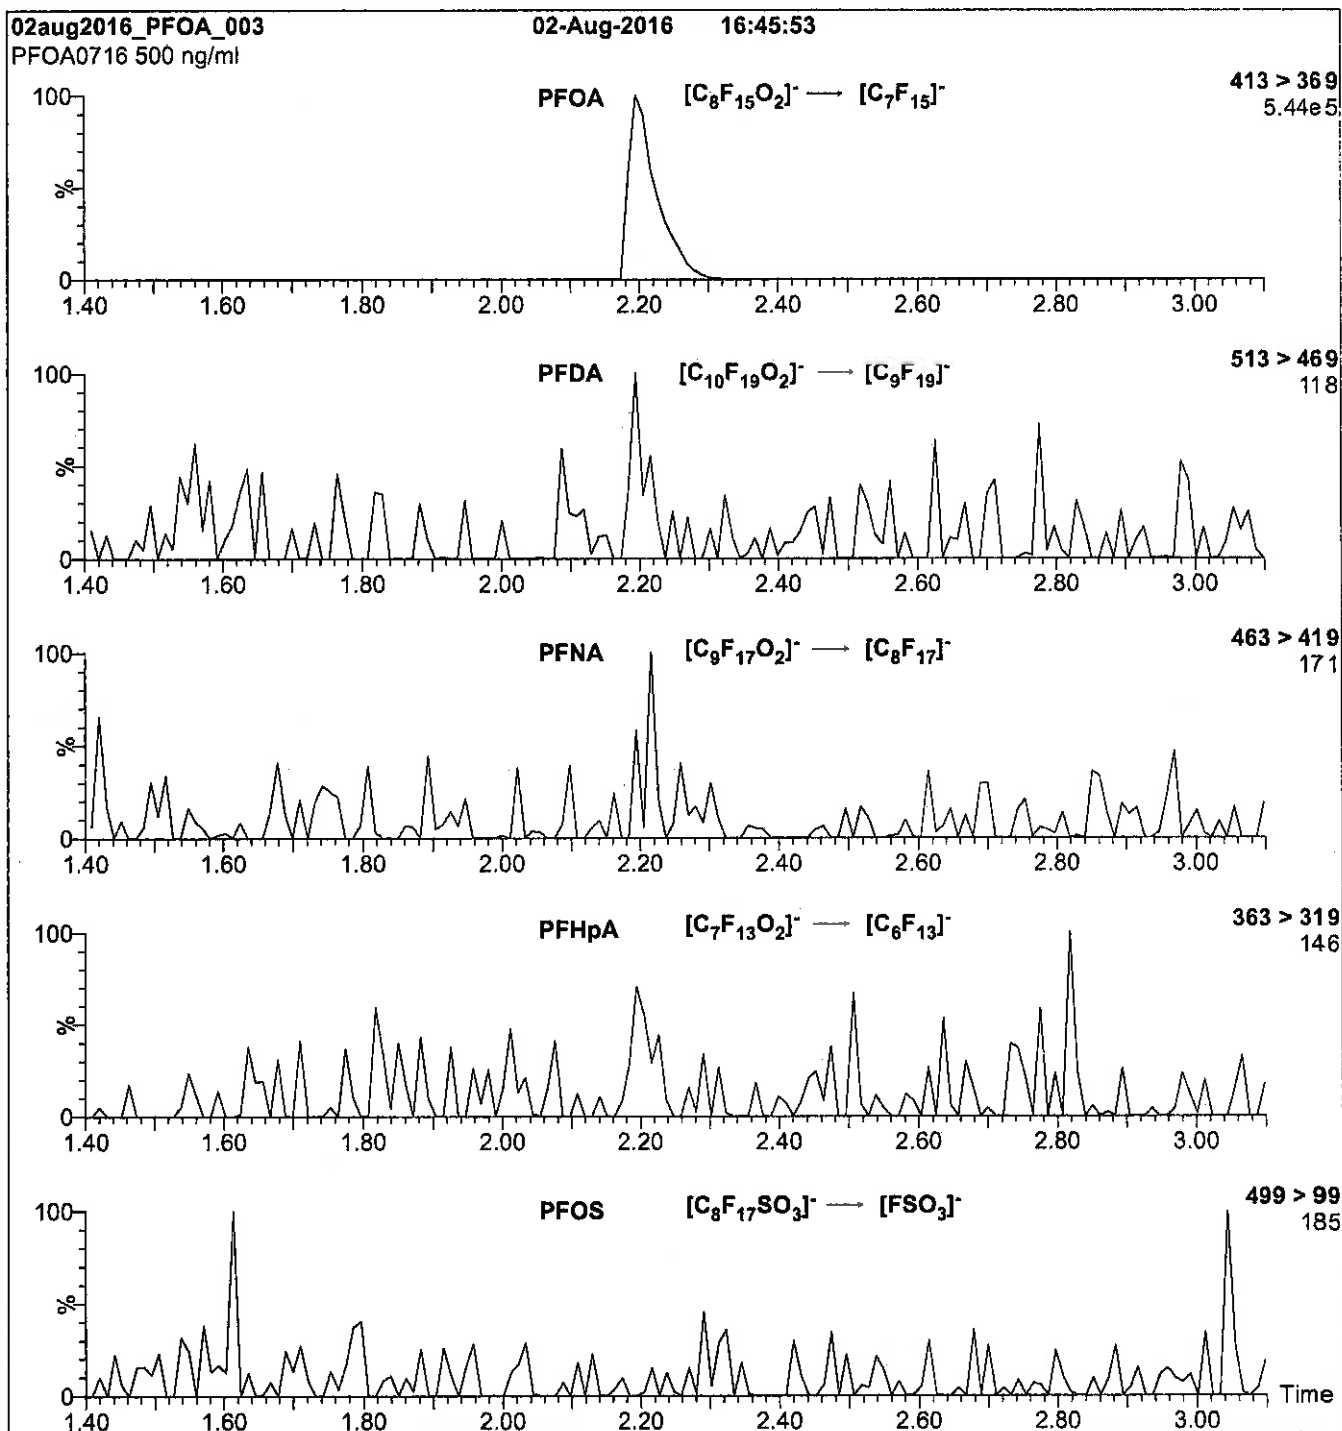 02aug2016_PFOA_003 02-Aug-2016 16:45:53
PFOA0716 500 ng/ml
PFOA [C₈F₁₅O₂]⁻ → [C₇F₁₅]⁻ 413 > 369
5.44e5
100
%
0
1.40 1.60 1.80 2.00 2.20 2.40 2.60 2.80 3.00
PFDA [C₁₀F₁₉O₂]⁻ → [C₉F₁₉]⁻ 513 > 469
118
100
%
0
1.40 1.60 1.80 2.00 2.20 2.40 2.60 2.80 3.00
PFNA [C₉F₁₇O₂]⁻ → [C₈F₁₇]⁻ 463 > 419
171
100
%
0
1.40 1.60 1.80 2.00 2.20 2.40 2.60 2.80 3.00
PFHpA [C₇F₁₃O₂]⁻ → [C₆F₁₃]⁻ 363 > 319
146
100
%
0
1.40 1.60 1.80 2.00 2.20 2.40 2.60 2.80 3.00
PFOS [C₈F₁₇SO₃]⁻ → [FSO₃]⁻ 499 > 99
185
100
%
0
Time
1.40 1.60 1.80 2.00 2.20 2.40 2.60 2.80 3.00